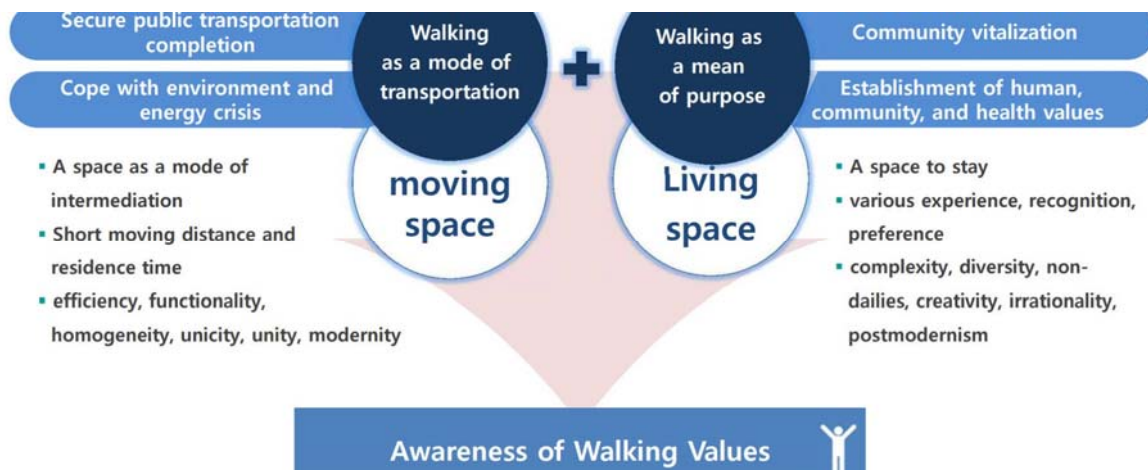 Secure public transportation
completion
Cope with environment and
energy crisis
Walking
as a mode of
transportation
moving
space
▪ A space as a mode of
intermediation
▪ Short moving distance and
residence time
▪ efficiency, functionality,
homogeneity, unicity, unity, modernity
Walking as
a mean
of purpose
Living
space
Community vitalization
Establishment of human,
community, and health values
▪ A space to stay
▪ various experience, recognition,
preference
▪ complexity, diversity, non-
dailies, creativity, irrationality,
postmodernism
Awareness of Walking Values